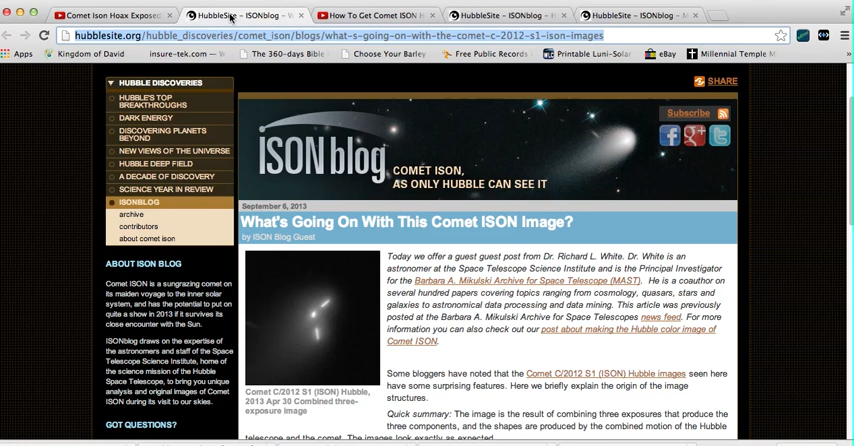 Comet Ison Hoax Exposed
HubbleSite – ISONblog – W
How To Get Comet ISON H
HubbleSite – ISONblog – H
HubbleSite – ISONblog – M
hubblesite.org/hubble_discoveries/comet_ison/blogs/what-s-going-on-with-the-comet-c-2012-s1-ison-images
Apps
Kingdom of David
insure-tek.com —
The 360-days Bible
Choose Your Barley
Free Public Records
Printable Luni-Solar
eBay
Millennial Temple M
HUBBLE DISCOVERIES
HUBBLE'S TOP
BREAKTHROUGHS
DARK ENERGY
DISCOVERING PLANETS
BEYOND
NEW VIEWS OF THE UNIVERSE
HUBBLE DEEP FIELD
A DECADE OF DISCOVERY
SCIENCE YEAR IN REVIEW
ISONBLOG
archive
contributors
about comet ison
ABOUT ISON BLOG
Comet ISON is a sungrazing comet on
its maiden voyage to the inner solar
system, and has the potential to put on
quite a show in 2013 if it survives its
close encounter with the Sun.
ISONblog draws on the expertise of
the astronomers and staff of the Space
Telescope Science Institute, home of
the science mission of the Hubble
Space Telescope, to bring you unique
analysis and original images of Comet
ISON during its visit to our skies.
GOT QUESTIONS?
SHARE
Subscribe
ISONblog
COMET ISON,
AS ONLY HUBBLE CAN SEE IT
September 6, 2013
What's Going On With This Comet ISON Image?
by ISON Blog Guest
Comet C/2012 S1 (ISON) Hubble,
2013 Apr 30 Combined three-
exposure image
Today we offer a guest guest post from Dr. Richard L. White. Dr. White is an
astronomer at the Space Telescope Science Institute and is the Principal Investigator
for the Barbara A. Mikulski Archive for Space Telescope (MAST). He is a coauthor on
several hundred papers covering topics ranging from cosmology, quasars, stars and
galaxies to astronomical data processing and data mining. This article was previously
posted at the Barbara A. Mikulski Archive for Space Telescopes news feed. For more
information you can also check out our post about making the Hubble color image of
Comet ISON.
Some bloggers have noted that the Comet C/2012 S1 (ISON) Hubble images seen here
have some surprising features. Here we briefly explain the origin of the image
structures.
Quick summary: The image is the result of combining three exposures that produce the
three components, and the shapes are produced by the combined motion of the Hubble
telescope and the comet. The images look exactly as expected.